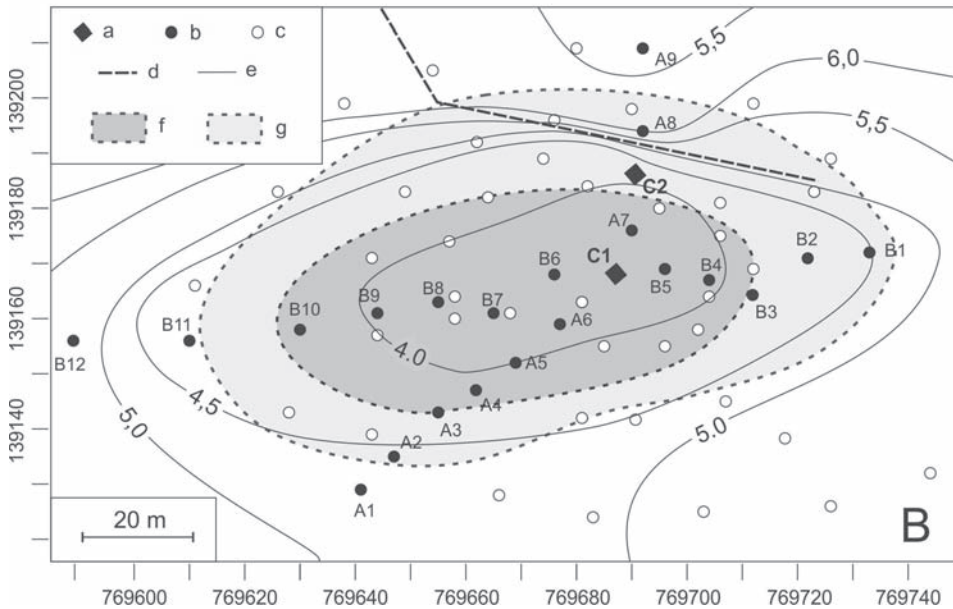 a b c
d e
f g
20 m
B
5,5
6,0
5,5
5.0
5,0
4,5
4.0
A9
A8
C2
A7
C1
B6
B5
B4
B3
B2
B1
B7
B8
B9
B10
B11
B12
A6
A5
A4
A3
A2
A1
139200
139180
139160
139140
769600 769620 769640 769660 769680 769700 769720 769740